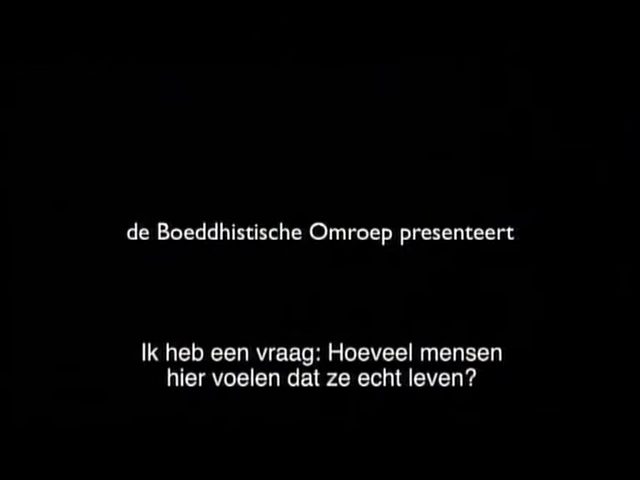 de Boeddhistische Omroep presenteert
Ik heb een vraag: Hoeveel mensen
hier voelen dat ze echt leven?